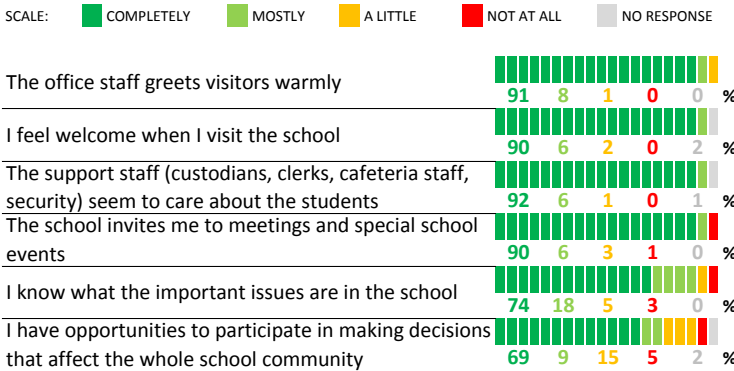 SCALE: COMPLETELY MOSTLY A LITTLE NOT AT ALL NO RESPONSE
The office staff greets visitors warmly
91 8 1 0 0 %
I feel welcome when I visit the school
90 6 2 0 2 %
The support staff (custodians, clerks, cafeteria staff,
security) seem to care about the students
92 6 1 0 1 %
The school invites me to meetings and special school
events
90 6 3 1 0 %
I know what the important issues are in the school
74 18 5 3 0 %
I have opportunities to participate in making decisions
that affect the whole school community
69 9 15 5 2 %